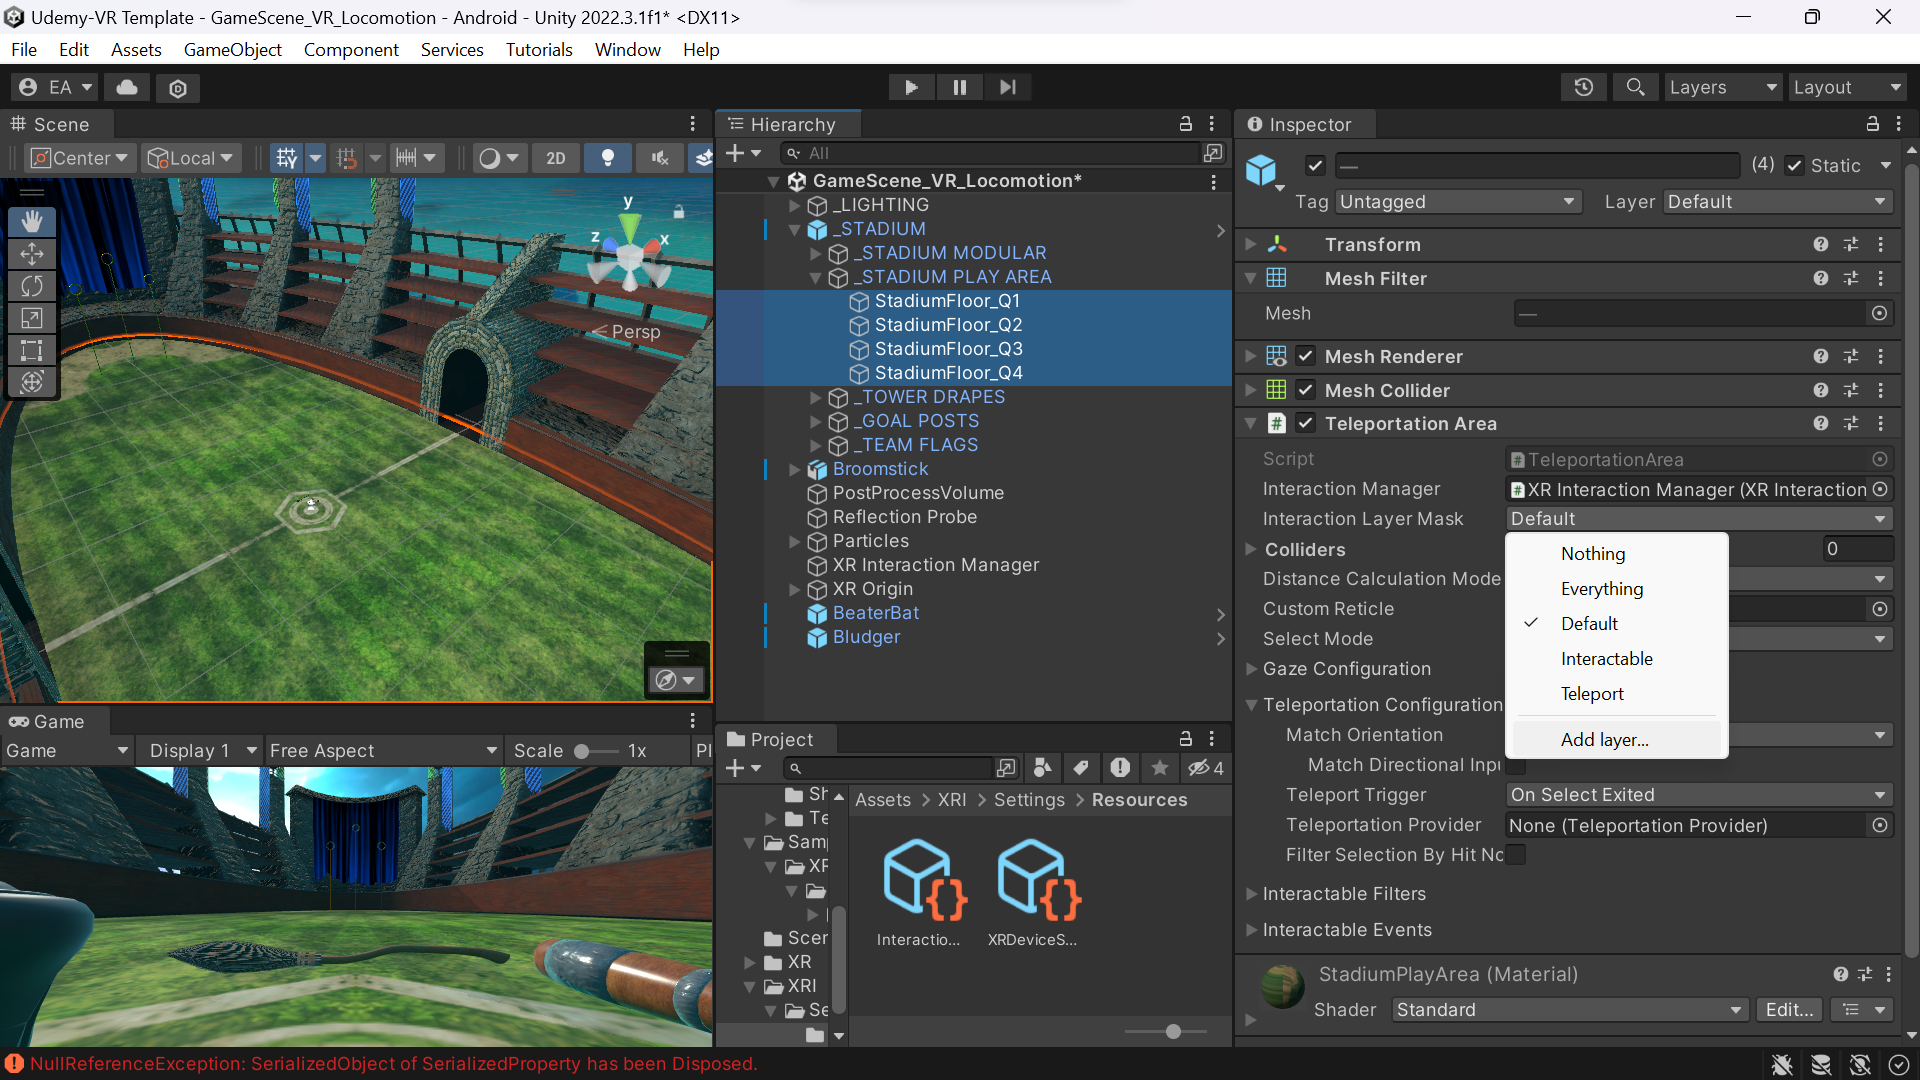 Udemy-VR Template - GameScene_VR_Locomotion - Android - Unity 2022.3.1f1* <DX11>
File Edit Assets GameObject Component Services Tutorials Window Help
EA
Layers
Layout
Scene
Center
Local
2D
y
z
x
Persp
Game
Game
Display 1
Free Aspect
Scale
1x
Pl
Hierarchy
All
GameScene_VR_Locomotion*
_LIGHTING
_STADIUM
_STADIUM MODULAR
_STADIUM PLAY AREA
StadiumFloor_Q1
StadiumFloor_Q2
StadiumFloor_Q3
StadiumFloor_Q4
_TOWER DRAPES
_GOAL POSTS
_TEAM FLAGS
Broomstick
PostProcessVolume
Reflection Probe
Particles
XR Interaction Manager
XR Origin
BeaterBat
Bludger
Project
4
Sh
Te
Sam
XR
Scer
XR
XRI
Se
Assets > XRI > Settings > Resources
Interactio...
XRDeviceS...
Inspector
—
(4)
Static
Tag
Untagged
Layer
Default
Transform
Mesh Filter
Mesh
—
Mesh Renderer
Mesh Collider
Teleportation Area
Script
TeleportationArea
Interaction Manager
XR Interaction Manager (XR Interaction
Interaction Layer Mask
Default
Colliders
0
Distance Calculation Mode
Custom Reticle
Select Mode
Gaze Configuration
Teleportation Configuration
Match Orientation
Match Directional Inpu
Nothing
Everything
Default
Interactable
Teleport
Add layer...
Teleport Trigger
On Select Exited
Teleportation Provider
None (Teleportation Provider)
Filter Selection By Hit No
Interactable Filters
Interactable Events
StadiumPlayArea (Material)
Shader
Standard
Edit...
NullReferenceException: SerializedObject of SerializedProperty has been Disposed.